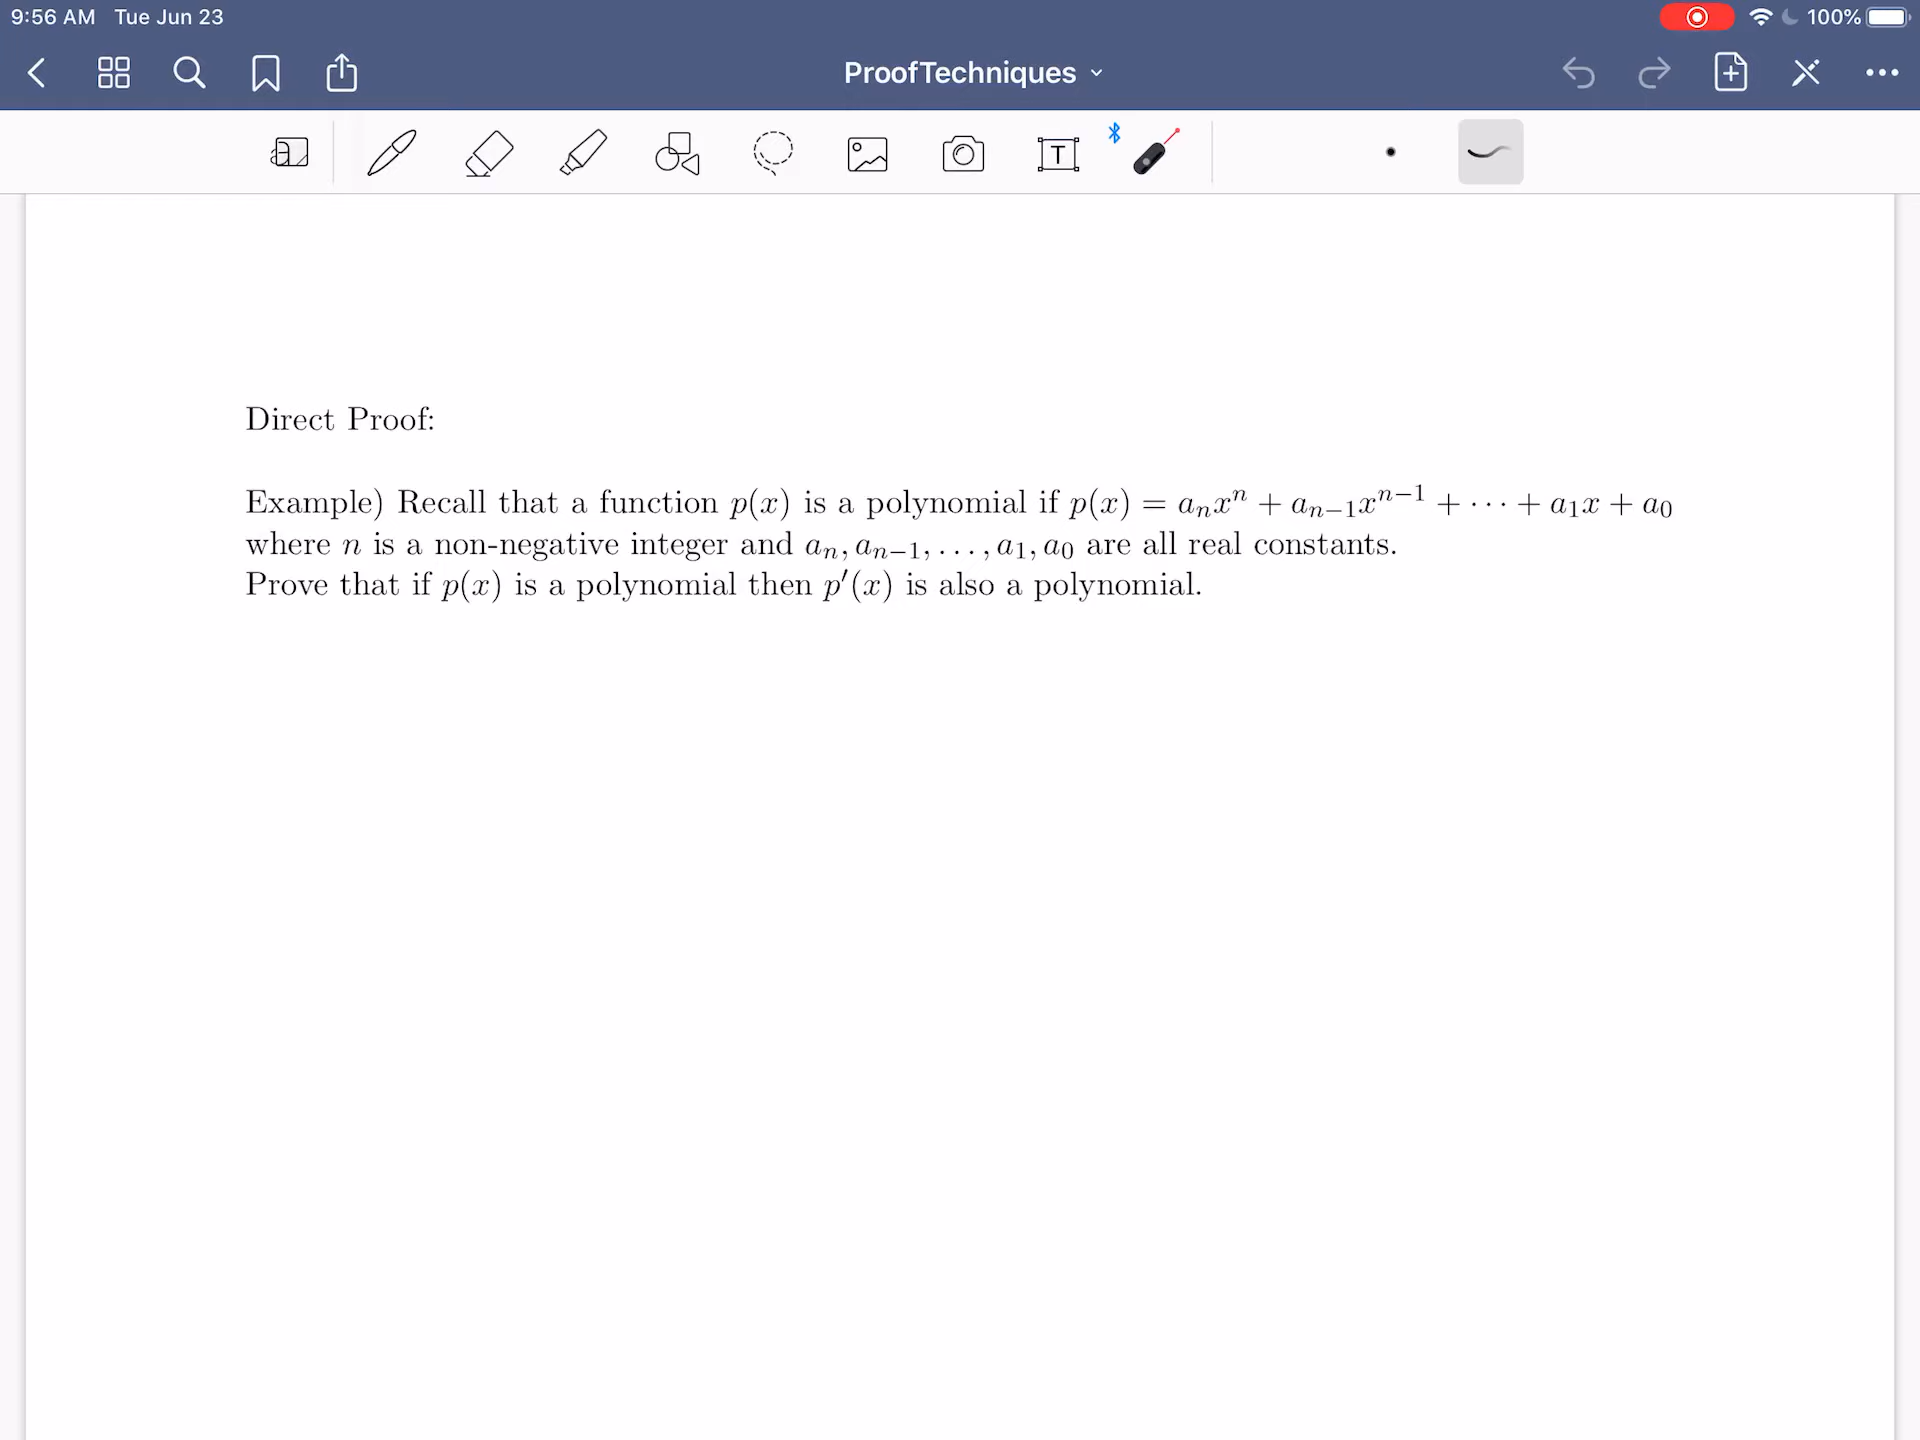 9:56 AM Tue Jun 23
100%
ProofTechniques
a
T
Direct Proof:
Example) Recall that a function p(x) is a polynomial if p(x) = aₙxⁿ + aₙ₋₁xⁿ⁻¹ + ⋯ + a₁x + a₀
where n is a non-negative integer and aₙ, aₙ₋₁, …, a₁, a₀ are all real constants.
Prove that if p(x) is a polynomial then p′(x) is also a polynomial.